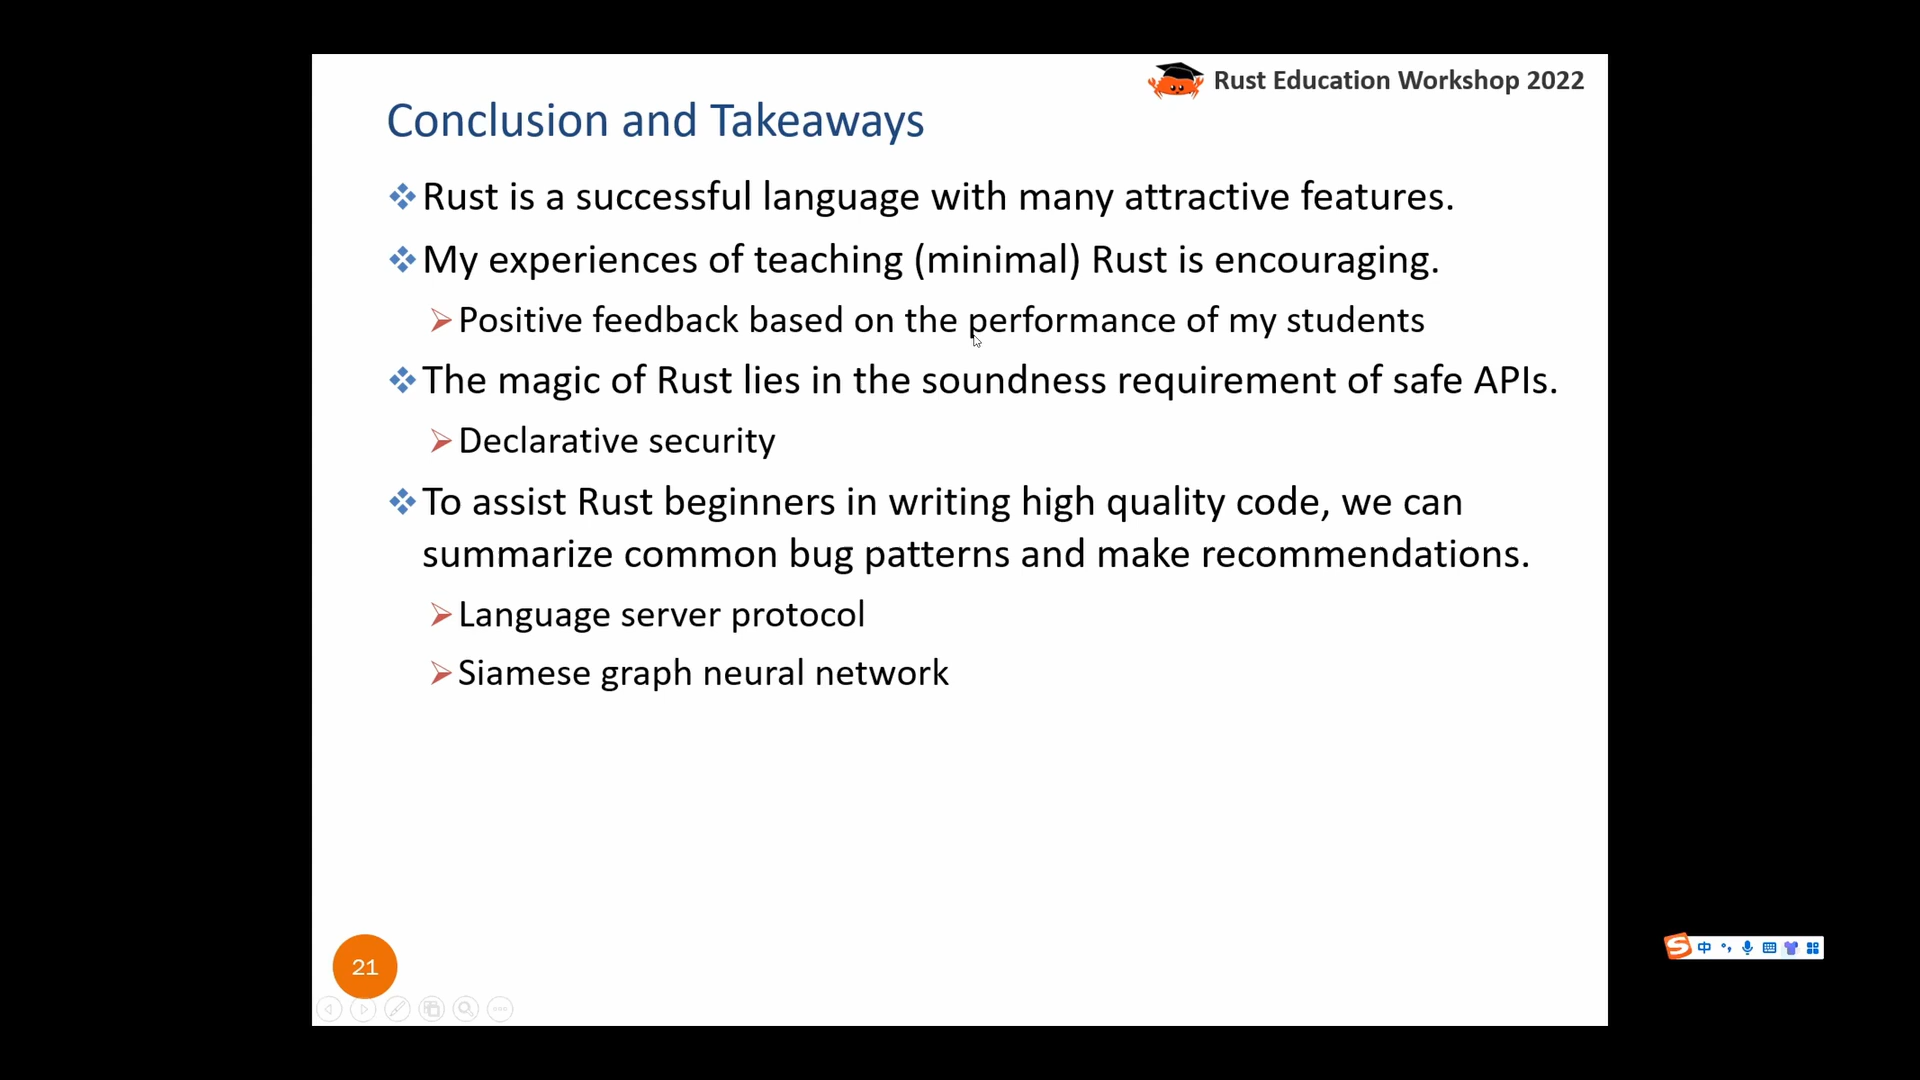 Rust Education Workshop 2022
Conclusion and Takeaways
Rust is a successful language with many attractive features.
My experiences of teaching (minimal) Rust is encouraging.
Positive feedback based on the performance of my students
The magic of Rust lies in the soundness requirement of safe APIs.
Declarative security
To assist Rust beginners in writing high quality code, we can
summarize common bug patterns and make recommendations.
Language server protocol
Siamese graph neural network
S 中
21